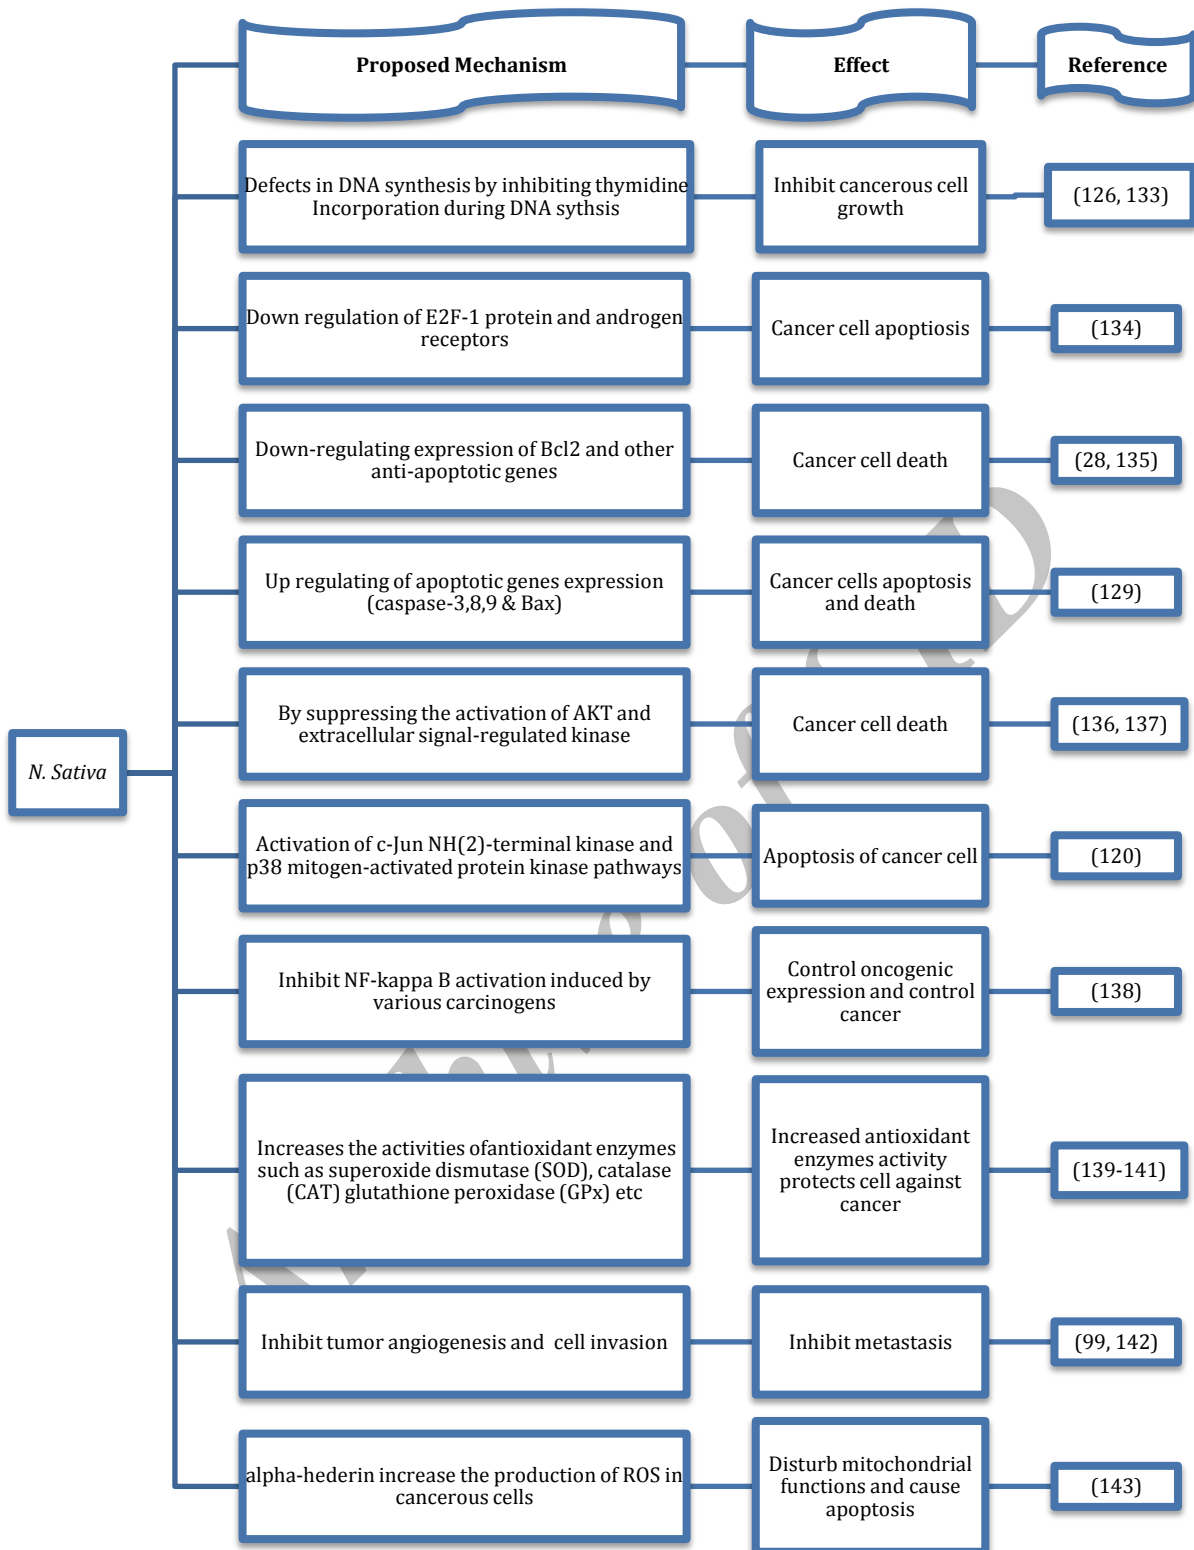 Proposed Mechanism
Effect
Reference
Defects in DNA synthesis by inhibiting thymidine
Incorporation during DNA sythsis
Inhibit cancerous cell
growth
(126, 133)
Down regulation of E2F-1 protein and androgen
receptors
Cancer cell apoptiosis
(134)
Down-regulating expression of Bcl2 and other
anti-apoptotic genes
Cancer cell death
(28, 135)
Up regulating of apoptotic genes expression
(caspase-3,8,9 & Bax)
Cancer cells apoptosis
and death
(129)
By suppressing the activation of AKT and
extracellular signal-regulated kinase
Cancer cell death
(136, 137)
N. Sativa
Activation of c-Jun NH(2)-terminal kinase and
p38 mitogen-activated protein kinase pathways
Apoptosis of cancer cell
(120)
Inhibit NF-kappa B activation induced by
various carcinogens
Control oncogenic
expression and control
cancer
(138)
Increases the activities ofantioxidant enzymes
such as superoxide dismutase (SOD), catalase
(CAT) glutathione peroxidase (GPx) etc
Increased antioxidant
enzymes activity
protects cell against
cancer
(139-141)
Inhibit tumor angiogenesis and  cell invasion
Inhibit metastasis
(99, 142)
alpha-hederin increase the production of ROS in
cancerous cells
Disturb mitochondrial
functions and cause
apoptosis
(143)
of